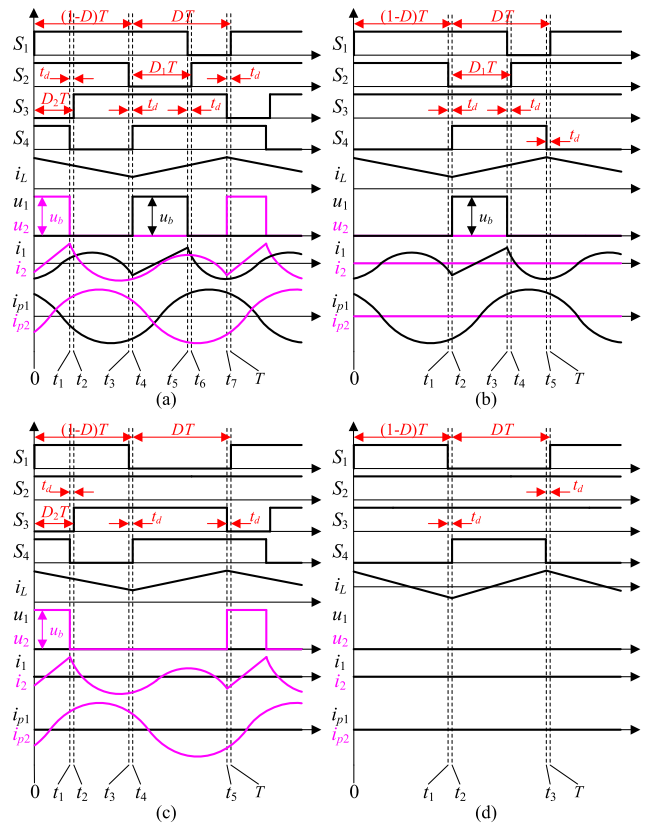 (1-D)T DT
S1
S2 td D1T td
S3 D2T td td
S4
iL
u1
u2 ub ub
i1
i2
ip1
ip2
0 t1 t2 t3 t4 t5 t6 t7 T
(a)
(1-D)T DT
S1
S2 D1T
S3 td td
S4 td
iL
u1
u2 ub
i1
i2
ip1
ip2
0 t1 t2 t3 t4 t5 T
(b)
(1-D)T DT
S1
S2
td
S3 D2T td td
S4
iL
u1
u2 ub
i1
i2
ip1
ip2
0 t1 t2 t3 t4 t5 T
(c)
(1-D)T DT
S1
S2 td
S3 td
S4
iL
u1
u2
i1
i2
ip1
ip2
0 t1 t2 t3 T
(d)